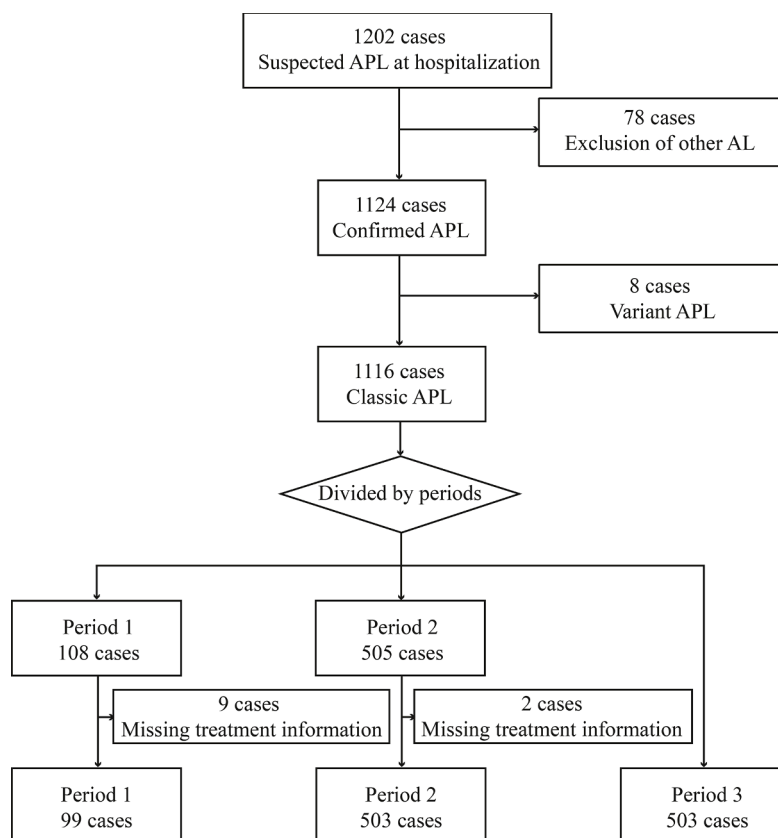 1202 cases
Suspected APL at hospitalization
78 cases
Exclusion of other AL
1124 cases
Confirmed APL
8 cases
Variant APL
1116 cases
Classic APL
Divided by periods
Period 1
108 cases
Period 2
505 cases
9 cases
Missing treatment information
2 cases
Missing treatment information
Period 1
99 cases
Period 2
503 cases
Period 3
503 cases